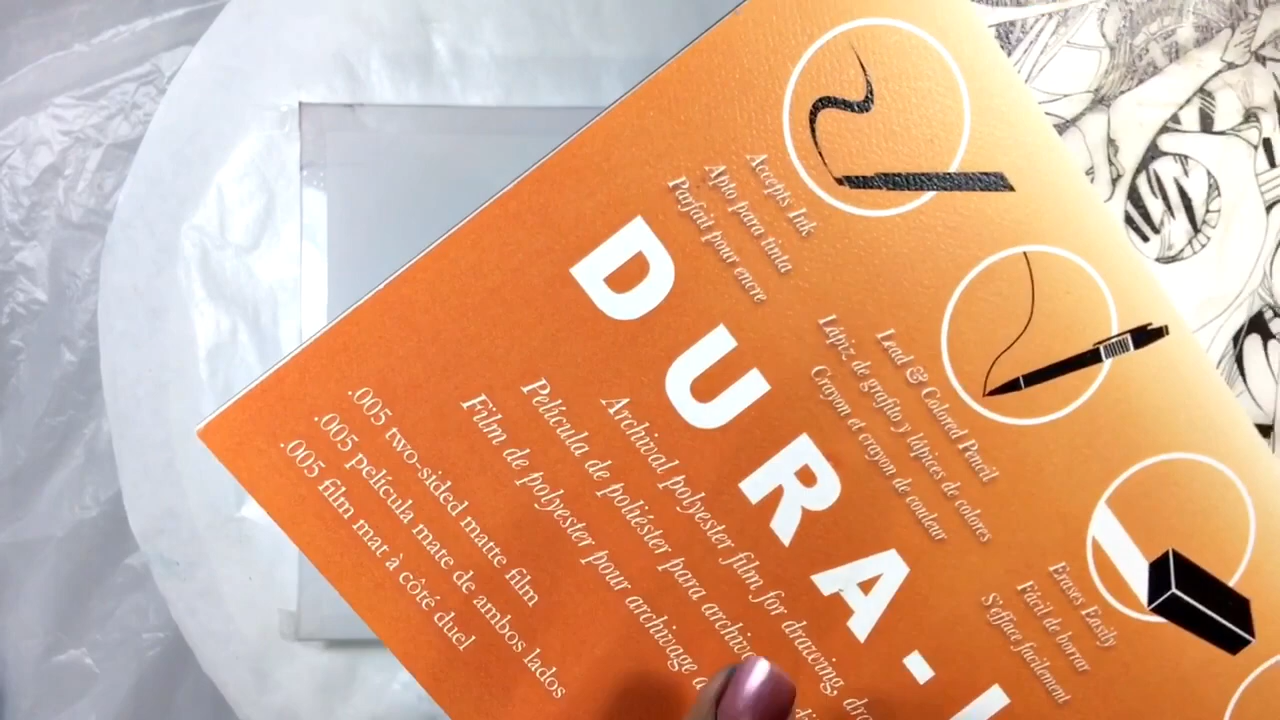 Accepts Ink
Apto para tinta
Parfait pour encre
Lead & Colored Pencil
Lápiz de grafito y lápices de colores
Crayon et crayon de couleur
Erases Easily
Fácil de borrar
S'efface facilement
DURA-
Archival polyester film for drawing,
Película de poliéster para archivo
Film de polyester pour archivage
.005 two-sided matte film
.005 película mate de ambos lados
.005 film mat à côté duel